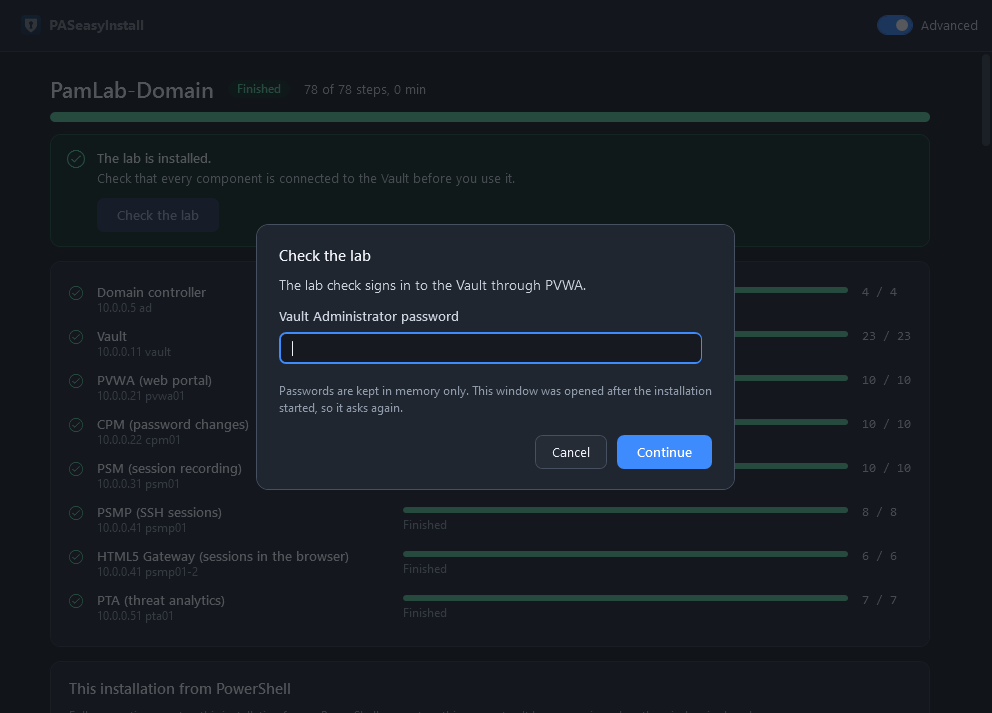 PASeasyInstall
Advanced
PamLab-Domain
Finished
78 of 78 steps, 0 min
The lab is installed.
Check that every component is connected to the Vault before you use it.
Check the lab
Check the lab
The lab check signs in to the Vault through PVWA.
Vault Administrator password
Passwords are kept in memory only. This window was opened after the installation
started, so it asks again.
Cancel
Continue
Domain controller
10.0.0.5 ad
4 / 4
Vault
10.0.0.11 vault
23 / 23
PVWA (web portal)
10.0.0.21 pvwa01
10 / 10
CPM (password changes)
10.0.0.22 cpm01
10 / 10
PSM (session recording)
10.0.0.31 psm01
10 / 10
PSMP (SSH sessions)
10.0.0.41 psmp01
Finished
8 / 8
HTML5 Gateway (sessions in the browser)
10.0.0.41 psmp01-2
Finished
6 / 6
PTA (threat analytics)
10.0.0.51 pta01
Finished
7 / 7
This installation from PowerShell